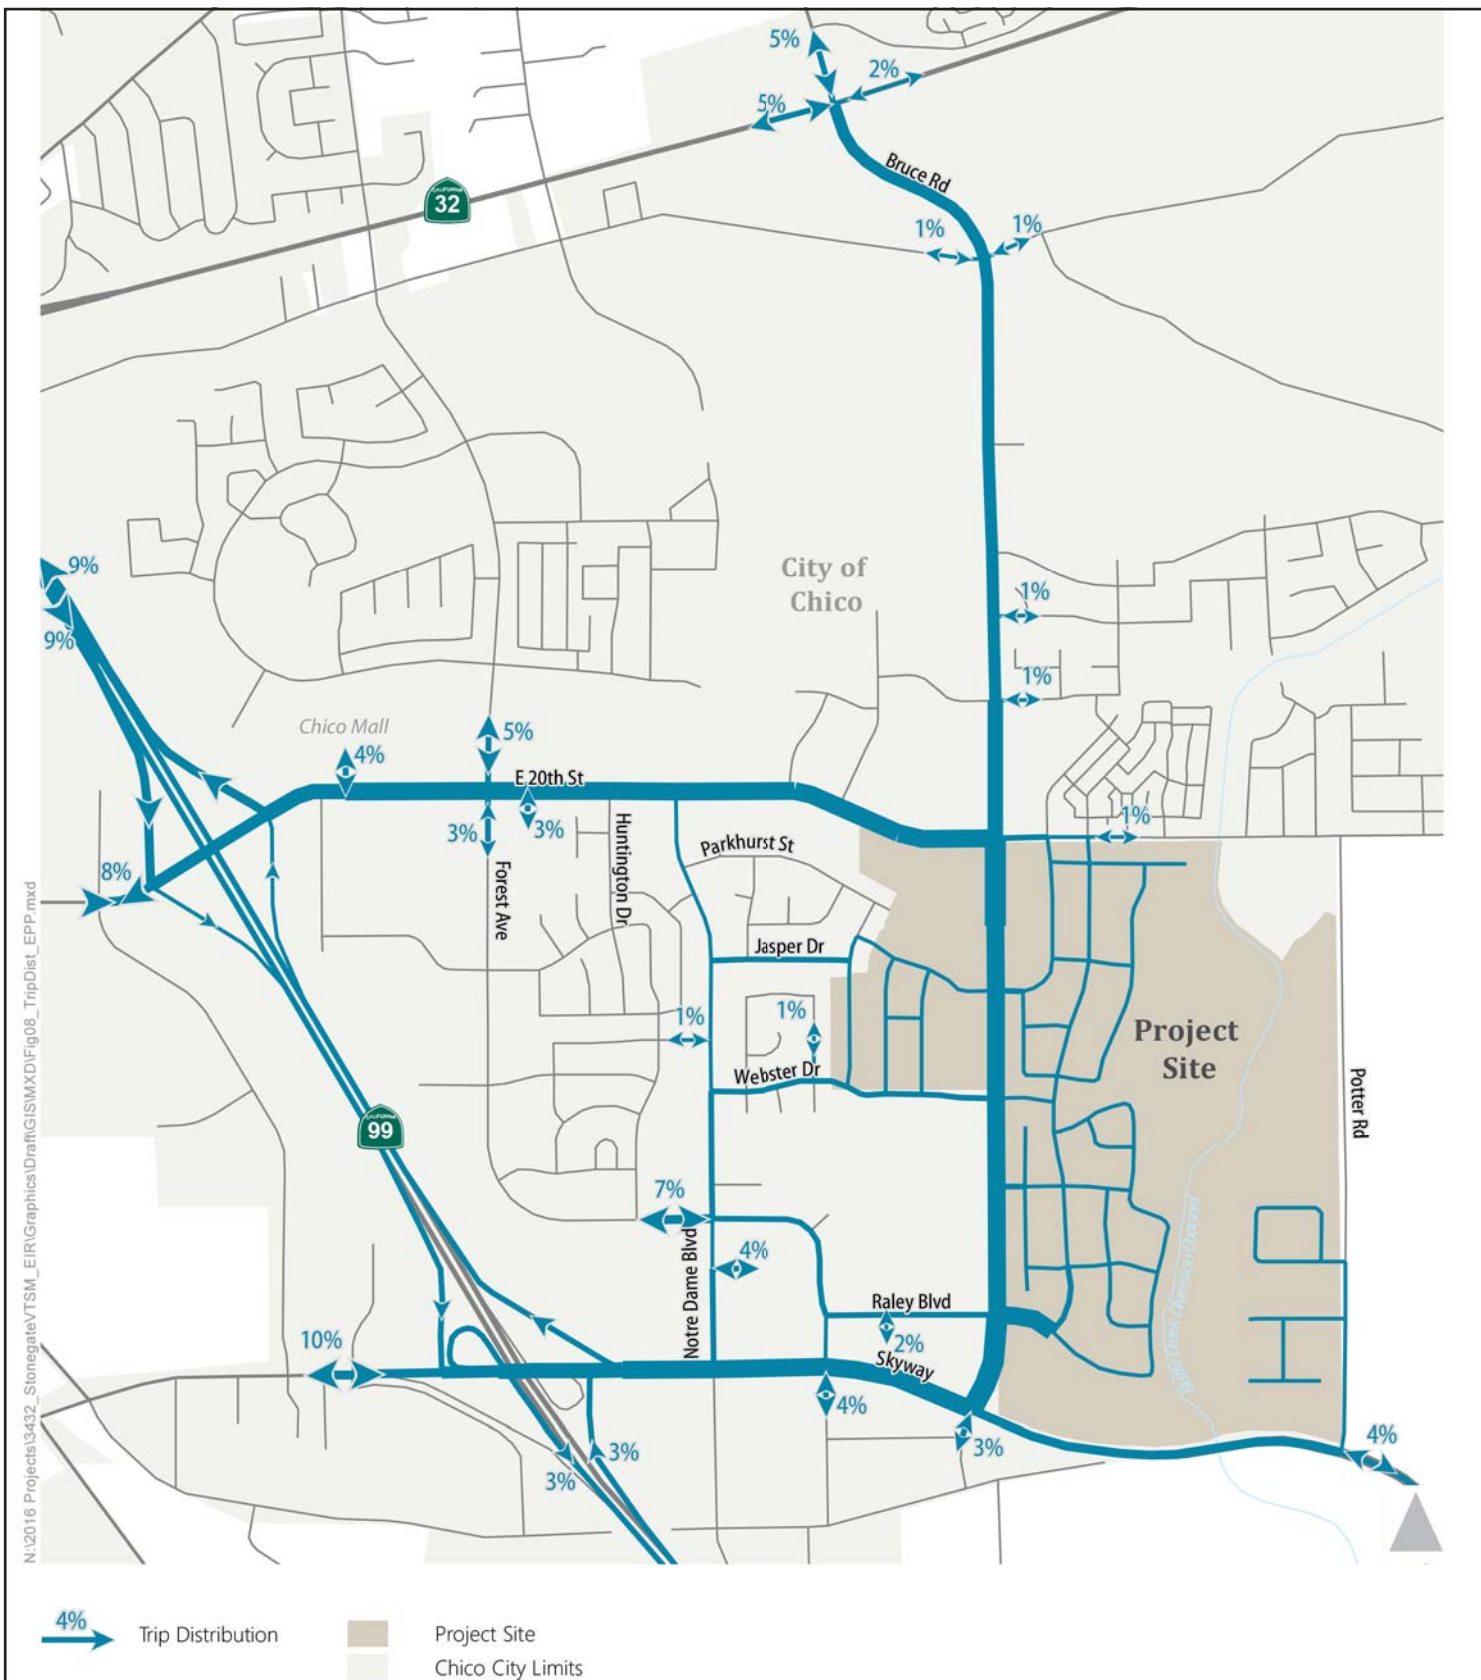 5%
2%
5%
Bruce Rd
CALIFORNIA
32
1%
1%
City of
Chico
9%
9%
1%
1%
Chico Mall
4%
5%
E 20th St
3%
3%
1%
Huntington Dr
Parkhurst St
8%
Forest Ave
Jasper Dr
1%
1%
Project
Site
Webster Dr
Potter Rd
CALIFORNIA
99
7%
Notre Dame Blvd
4%
Raley Blvd
2%
10%
Skyway
4%
3%
3%
3%
4%
N:\2016 Projects\3432_StonegateVTSM_EIR\Graphics\Draft\GIS\MXD\Fig08_TripDist_EPP.mxd
4%
Trip Distribution
Project Site
Chico City Limits